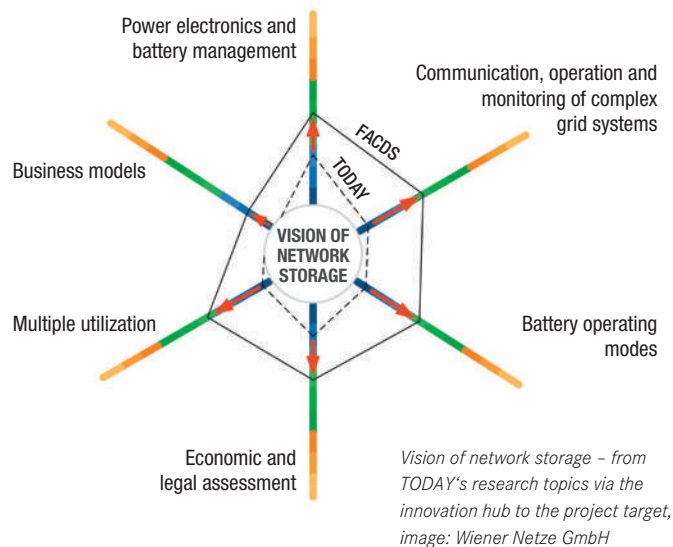 Power electronics and
battery management
Communication, operation and
monitoring of complex
grid systems
FACDS
TODAY
Business models
VISION OF
NETWORK
STORAGE
Multiple utilization
Battery operating
modes
Economic and
legal assessment
Vision of network storage – from
TODAY‘s research topics via the
innovation hub to the project target,
image: Wiener Netze GmbH